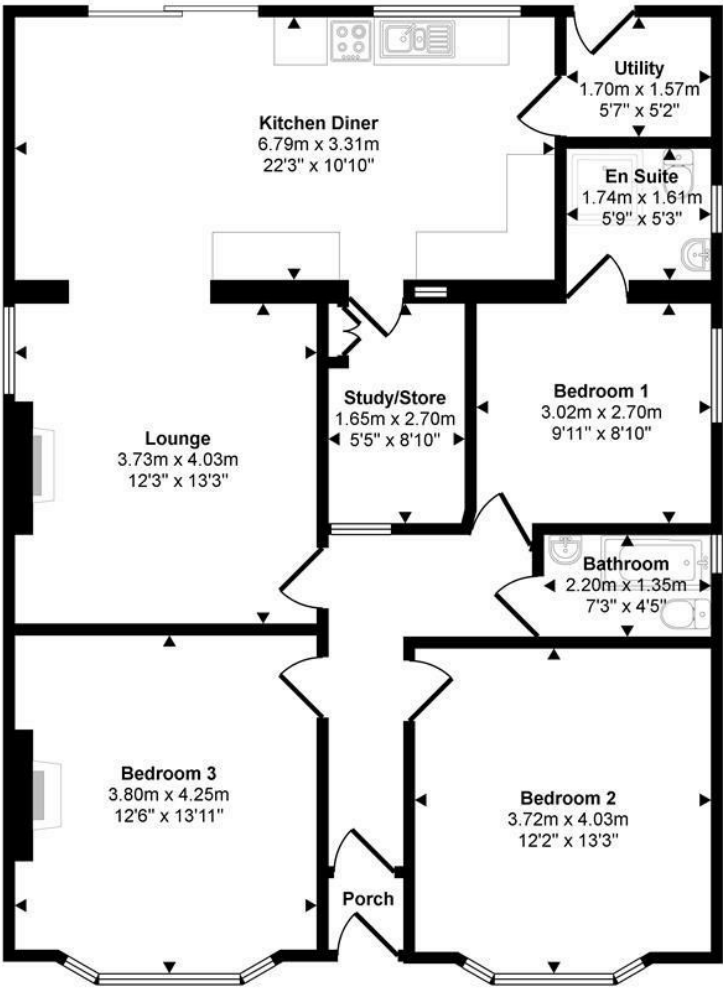 Utility
1.70m x 1.57m
5'7" x 5'2"
Kitchen Diner
6.79m x 3.31m
22'3" x 10'10"
En Suite
1.74m x 1.61m
5'9" x 5'3"
Study/Store
1.65m x 2.70m
5'5" x 8'10"
Bedroom 1
3.02m x 2.70m
9'11" x 8'10"
Lounge
3.73m x 4.03m
12'3" x 13'3"
Bathroom
2.20m x 1.35m
7'3" x 4'5"
Bedroom 3
3.80m x 4.25m
12'6" x 13'11"
Bedroom 2
3.72m x 4.03m
12'2" x 13'3"
Porch